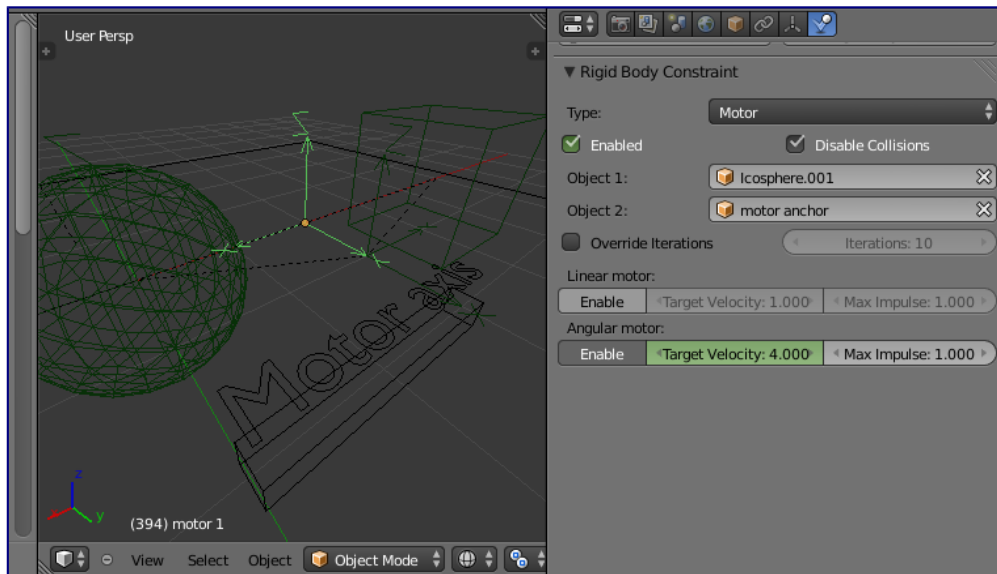 User Persp
Motor axis
z
y
(394) motor 1
View Select Object Object Mode
Rigid Body Constraint
Type: Motor
Enabled Disable Collisions
Object 1: Icosphere.001
Object 2: motor anchor
Override Iterations Iterations: 10
Linear motor:
Enable Target Velocity: 1.000 Max Impulse: 1.000
Angular motor:
Enable Target Velocity: 4.000 Max Impulse: 1.000